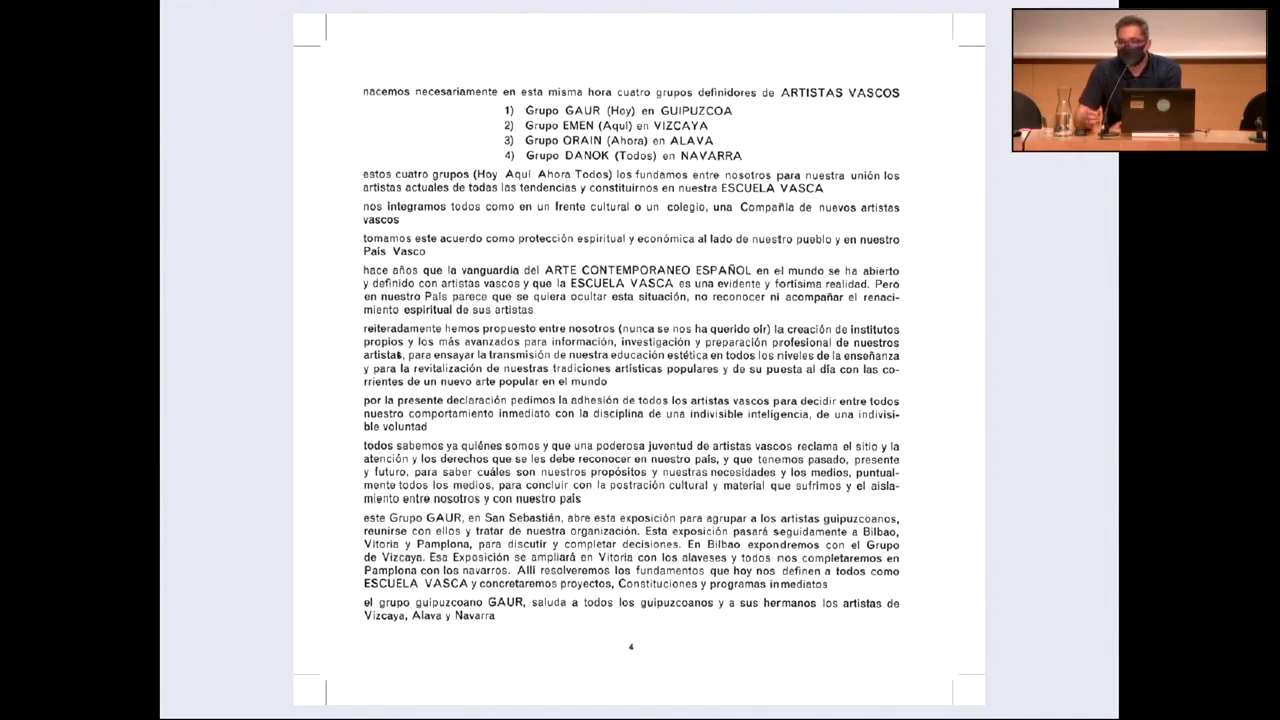 nacemos necesariamente en esta misma hora cuatro grupos definidores de ARTISTAS VASCOS
1) Grupo GAUR (Hoy) en GUIPUZCOA
2) Grupo EMEN (Aquí) en VIZCAYA
3) Grupo ORAIN (Ahora) en ALAVA
4) Grupo DANOK (Todos) en NAVARRA
estos cuatro grupos (Hoy Aquí Ahora Todos) los fundamos entre nosotros para nuestra unión los
artistas actuales de todas las tendencias y constituirnos en nuestra ESCUELA VASCA
nos integramos todos como en un frente cultural o un colegio, una Compañía de nuevos artistas
vascos
tomamos este acuerdo como protección espiritual y económica al lado de nuestro pueblo y en nuestro
País Vasco
hace años que la vanguardia del ARTE CONTEMPORANEO ESPAÑOL en el mundo se ha abierto
y definido con artistas vascos y que la ESCUELA VASCA es una evidente y fortísima realidad. Pero
en nuestro País parece que se quiera ocultar esta situación, no reconocer ni acompañar el renaci-
miento espiritual de sus artistas
reiteradamente hemos propuesto entre nosotros (nunca se nos ha querido oír) la creación de institutos
propios y los más avanzados para información, investigación y preparación profesional de nuestros
artistas, para ensayar la transmisión de nuestra educación estética en todos los niveles de la enseñanza
y para la revitalización de nuestras tradiciones artísticas populares y de su puesta al día con las co-
rrientes de un nuevo arte popular en el mundo
por la presente declaración pedimos la adhesión de todos los artistas vascos para decidir entre todos
nuestro comportamiento inmediato con la disciplina de una indivisible inteligencia, de una indivisi-
ble voluntad
todos sabemos ya quiénes somos y que una poderosa juventud de artistas vascos reclama el sitio y la
atención y los derechos que se les debe reconocer en nuestro país, y que tenemos pasado, presente
y futuro, para saber cuáles son nuestros propósitos y nuestras necesidades y los medios, puntual-
mente todos los medios, para concluir con la postración cultural y material que sufrimos y el aisla-
miento entre nosotros y con nuestro país
este Grupo GAUR, en San Sebastián, abre esta exposición para agrupar a los artistas guipuzcoanos,
reunirse con ellos y tratar de nuestra organización. Esta exposición pasará seguidamente a Bilbao,
Vitoria y Pamplona, para discutir y completar decisiones. En Bilbao expondremos con el Grupo
de Vizcaya. Esa Exposición se ampliará en Vitoria con los alaveses y todos nos completaremos en
Pamplona con los navarros. Allí resolveremos los fundamentos que hoy nos definen a todos como
ESCUELA VASCA y concretaremos proyectos, Constituciones y programas inmediatos
el grupo guipuzcoano GAUR, saluda a todos los guipuzcoanos y a sus hermanos los artistas de
Vizcaya, Alava y Navarra
4